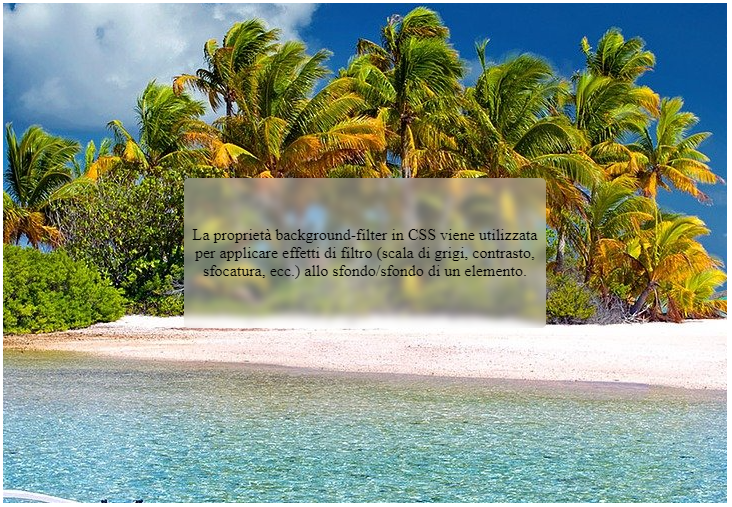 La proprietà background-filter in CSS viene utilizzata
per applicare effetti di filtro (scala di grigi, contrasto,
sfocatura, ecc.) allo sfondo/sfondo di un elemento.